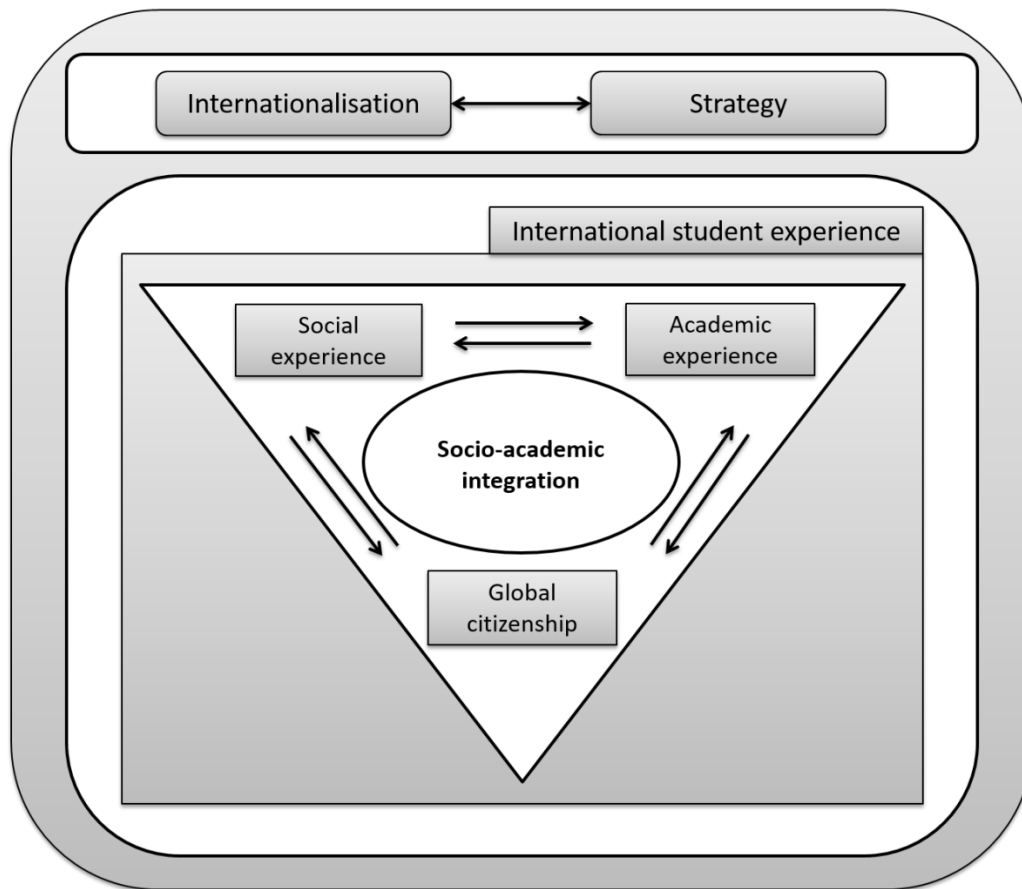 Internationalisation
Strategy
International student experience
Social
experience
Academic
experience
Socio-academic
integration
Global
citizenship